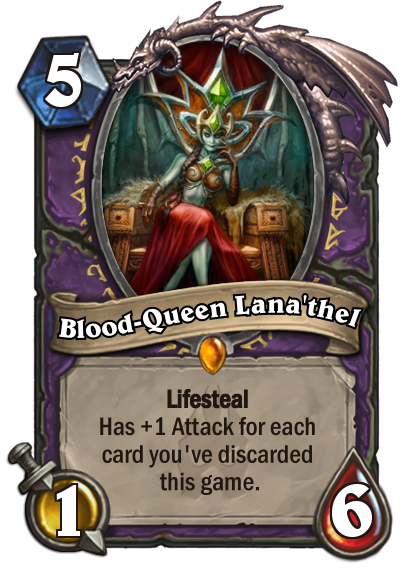 5
Blood-Queen Lana'thel
Lifesteal
Has +1 Attack for each
card you've discarded
this game.
1
6